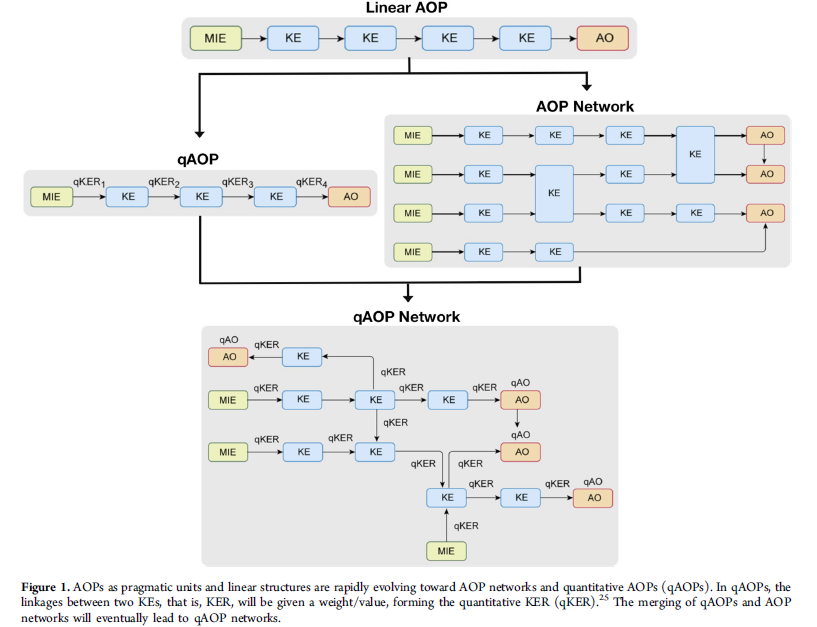 Linear AOP
MIE KE KE KE KE AO
AOP Network
MIE KE KE KE AO
KE
qAOP
MIE KE KE AO
KE
qKER1 qKER2 qKER3 qKER4
MIE KE KE KE AO
MIE KE KE KE AO
MIE KE KE
qAOP Network
qAO
qKER
AO KE
qKER
qKER qKER qKER qAO
MIE KE KE KE AO
qKER
qAO
qKER qKER
MIE KE KE AO
qKER qKER
qKER qKER qAO
KE KE AO
qKER
MIE
Figure 1. AOPs as pragmatic units and linear structures are rapidly evolving toward AOP networks and quantitative AOPs (qAOPs). In qAOPs, the
linkages between two KEs, that is, KER, will be given a weight/value, forming the quantitative KER (qKER).25 The merging of qAOPs and AOP
networks will eventually lead to qAOP networks.